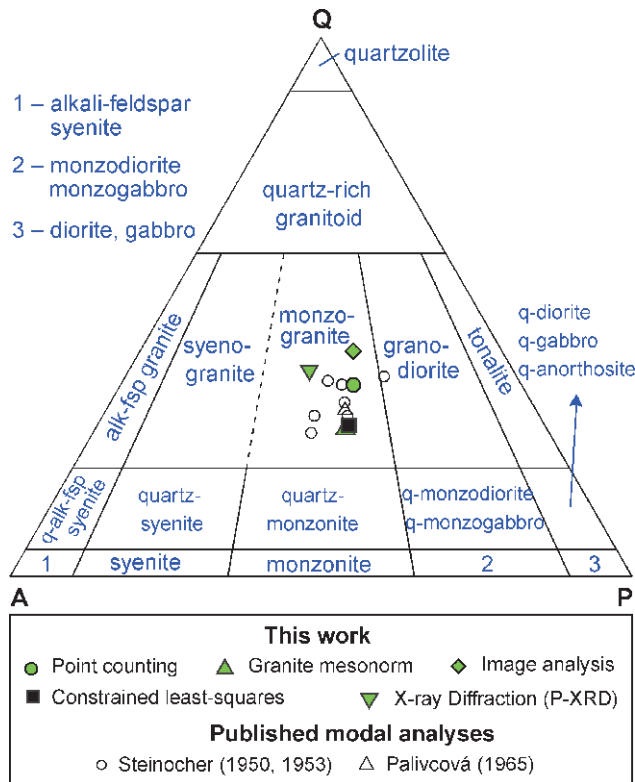 Q
quartzolite
1 – alkali-feldspar
syenite
2 – monzodiorite
monzogabbro
3 – diorite, gabbro
quartz-rich
granitoid
alk-fsp granite
syeno-
granite
monzo-
granite
grano-
diorite
tonalite
q-diorite
q-gabbro
q-anorthosite
q-alk-fsp
syenite
quartz-
syenite
quartz-
monzonite
q-monzodiorite
q-monzogabbro
1
syenite
monzonite
2
3
A
P
This work
Point counting
Granite mesonorm
Image analysis
Constrained least-squares
X-ray Diffraction (P-XRD)
Published modal analyses
Steinocher (1950, 1953)
Palivcová (1965)